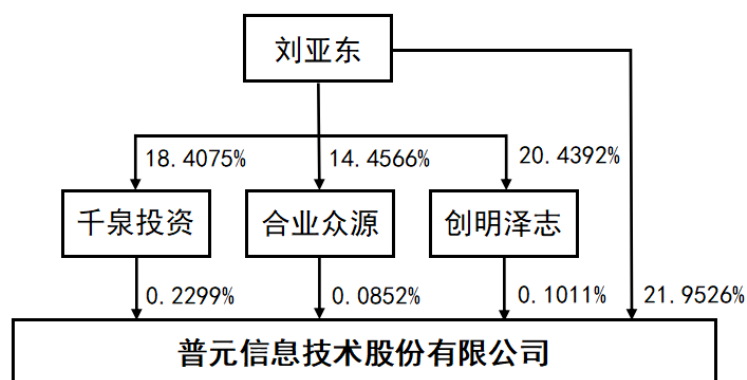 刘亚东
18.4075%
14.4566%
20.4392%
千泉投资
合业众源
创明泽志
0.2299%
0.0852%
0.1011%
21.9526%
普元信息技术股份有限公司